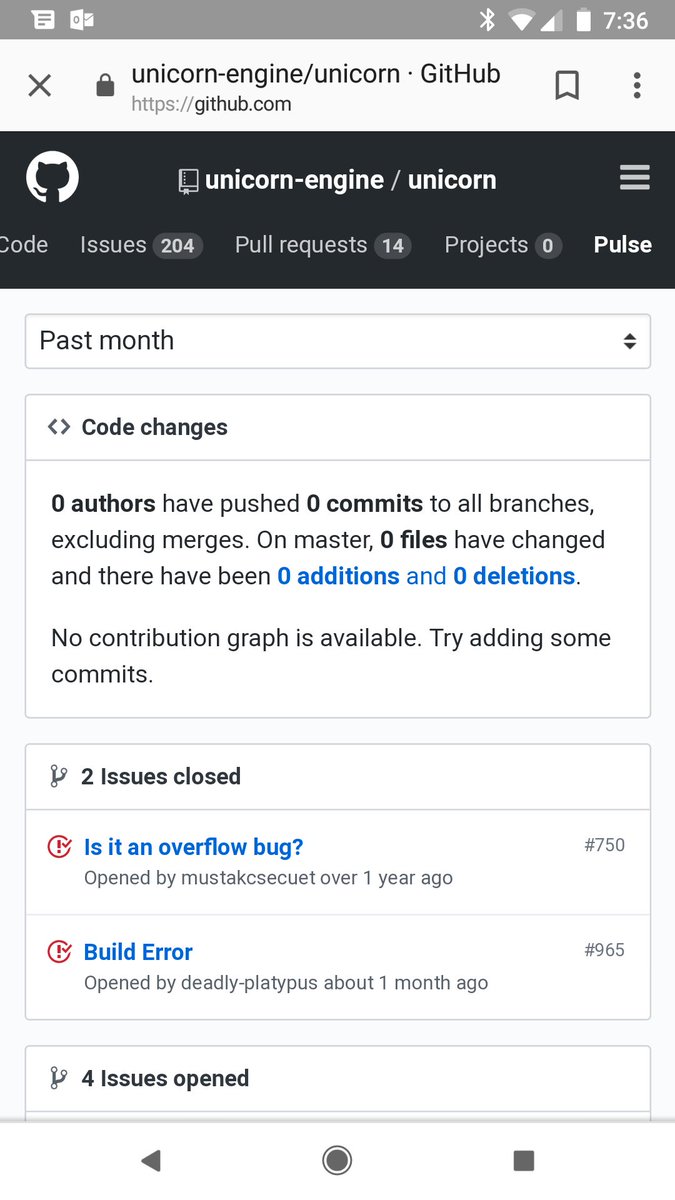 7:36
unicorn-engine/unicorn · GitHub
https://github.com
unicorn-engine / unicorn
Code Issues 204 Pull requests 14 Projects 0 Pulse
Past month
Code changes
0 authors have pushed 0 commits to all branches,
excluding merges. On master, 0 files have changed
and there have been 0 additions and 0 deletions.
No contribution graph is available. Try adding some
commits.
2 Issues closed
Is it an overflow bug? #750
Opened by mustakcsecuet over 1 year ago
Build Error #965
Opened by deadly-platypus about 1 month ago
4 Issues opened